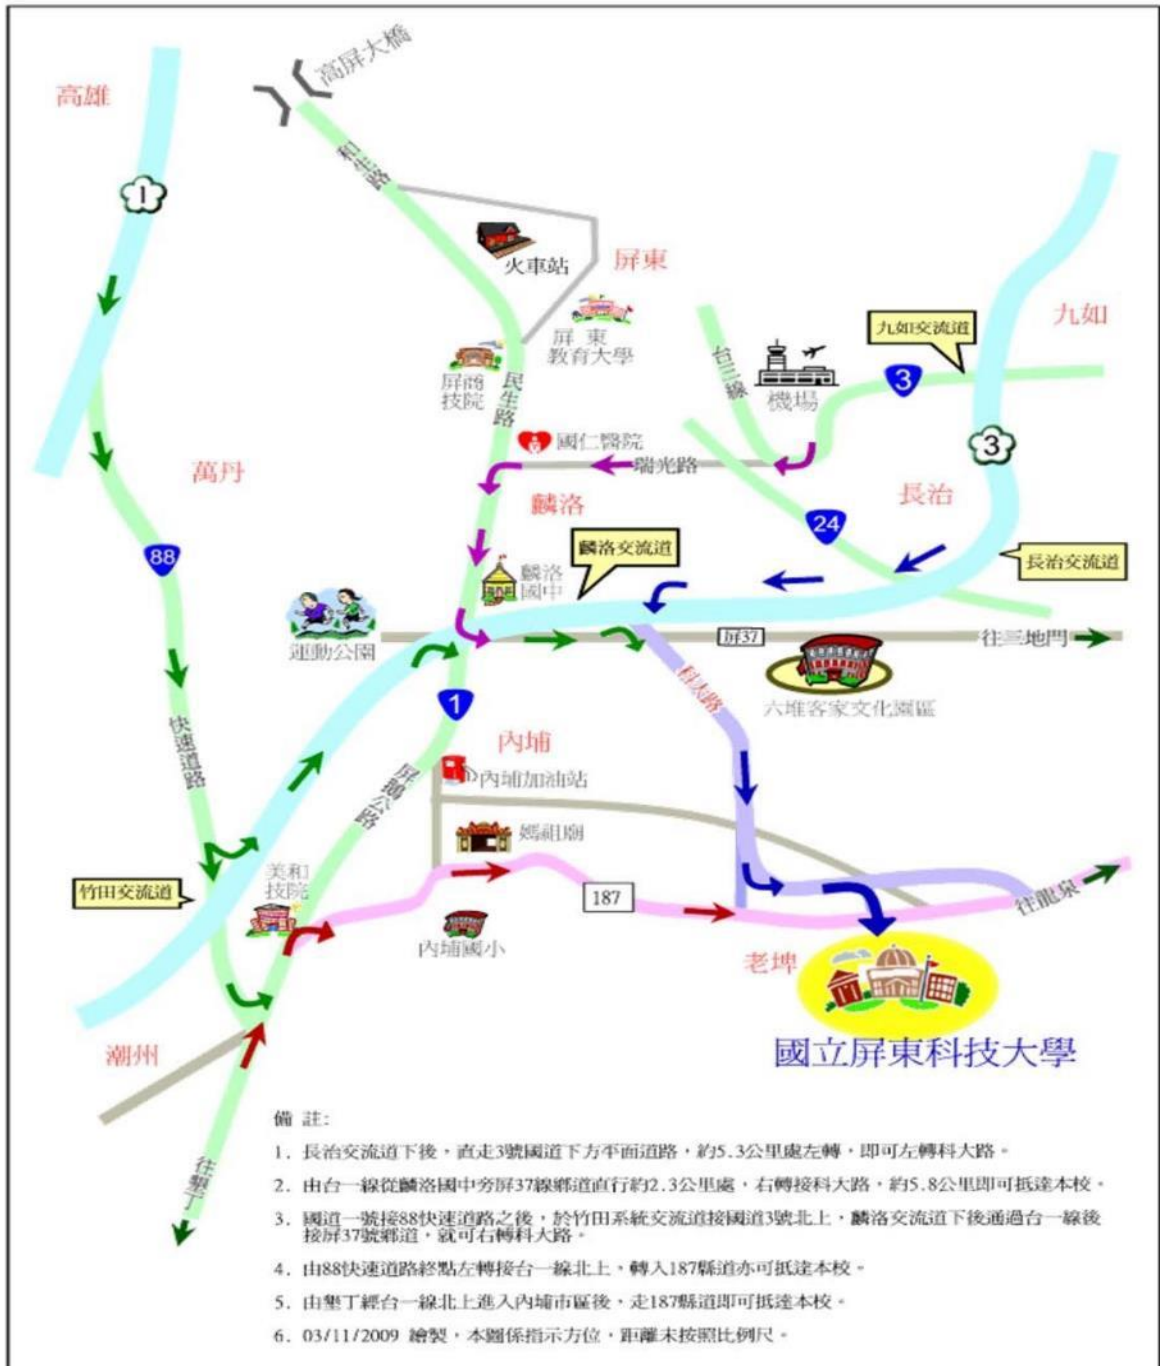 高屏大橋
高雄
和生路
1
火車站
屏東
九如
九如交流道
台三線
屏東
教育大學
屏商
技院
民生路
機場
3
國仁醫院
3
瑞光路
萬丹
長治
麟洛
24
88
麟洛交流道
長治交流道
麟洛
國中
運動公園
屏37
往三地門
科大路
1
六堆客家文化園區
快速道路
內埔
屏鵝公路
內埔加油站
媽祖廟
美和
技院
竹田交流道
187
往龍泉
內埔國小
老埤
潮州
國立屏東科技大學
往墾丁
備 註:
1. 長治交流道下後，直走3號國道下方平面道路，約5.3公里處左轉，即可左轉科大路。
2. 由台一線從麟洛國中旁屏37線鄉道直行約2.3公里處，右轉接科大路，約5.8公里即可抵達本校。
3. 國道一號接88快速道路之後，於竹田系統交流道接國道3號北上，麟洛交流道下後通過台一線後
接屏37號鄉道，就可右轉科大路。
4. 由88快速道路終點左轉接台一線北上、轉入187縣道亦可抵達本校。
5. 由墾丁經台一線北上進入內埔市區後、走187縣道即可抵達本校。
6. 03/11/2009 繪製，本圖係指示方位，距離未按照比例尺。